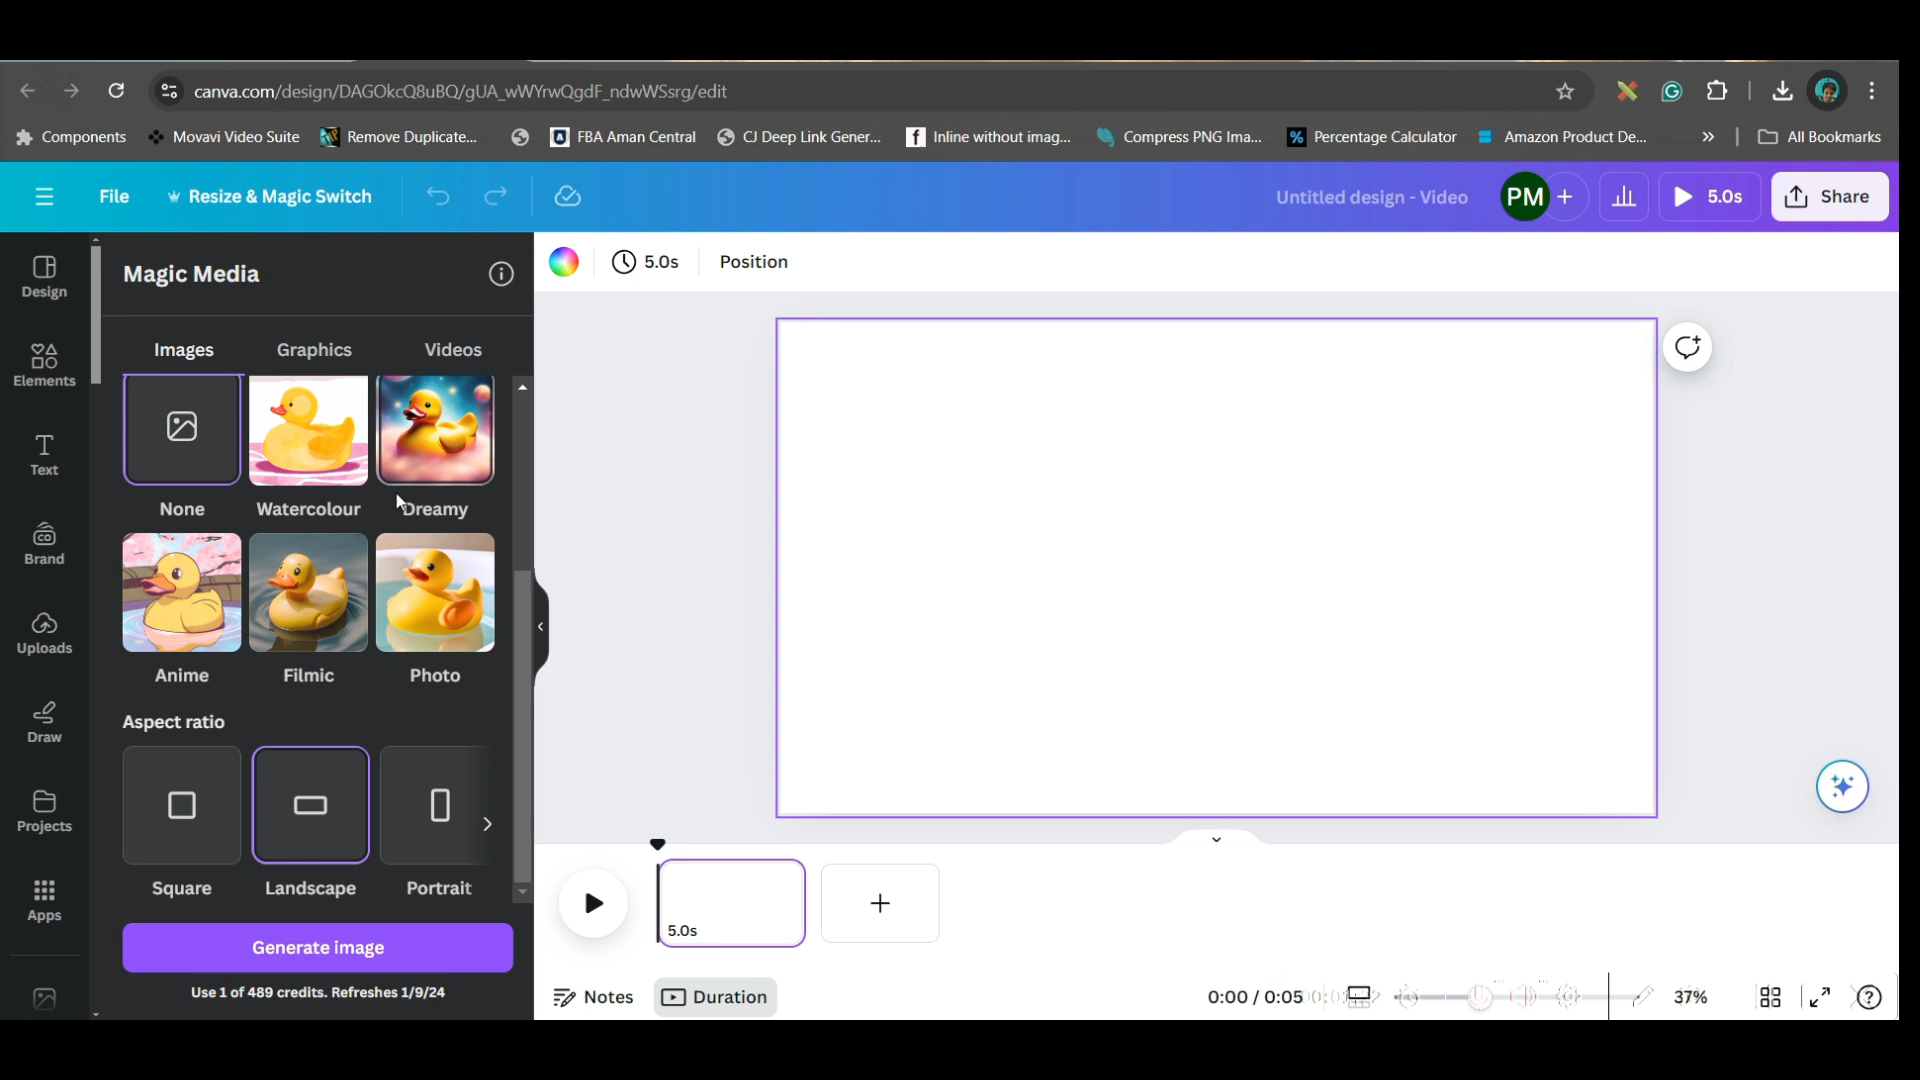 canva.com/design/DAGOkcQ8uBQ/gUA_wWYrwQgdF_ndwWSsrg/edit
Components Movavi Video Suite Remove Duplicate... FBA Aman Central CJ Deep Link Gener... Inline without imag... Compress PNG Ima... Percentage Calculator Amazon Product De... » All Bookmarks
File Resize & Magic Switch Untitled design - Video PM + 5.0s Share
Design
Elements
Text
Brand
Uploads
Draw
Projects
Apps
Magic Media
Images Graphics Videos
None Watercolour Dreamy
Anime Filmic Photo
Aspect ratio
Square Landscape Portrait
Generate image
Use 1 of 489 credits. Refreshes 1/9/24
5.0s Position
5.0s
Notes Duration 0:00 / 0:05 37%